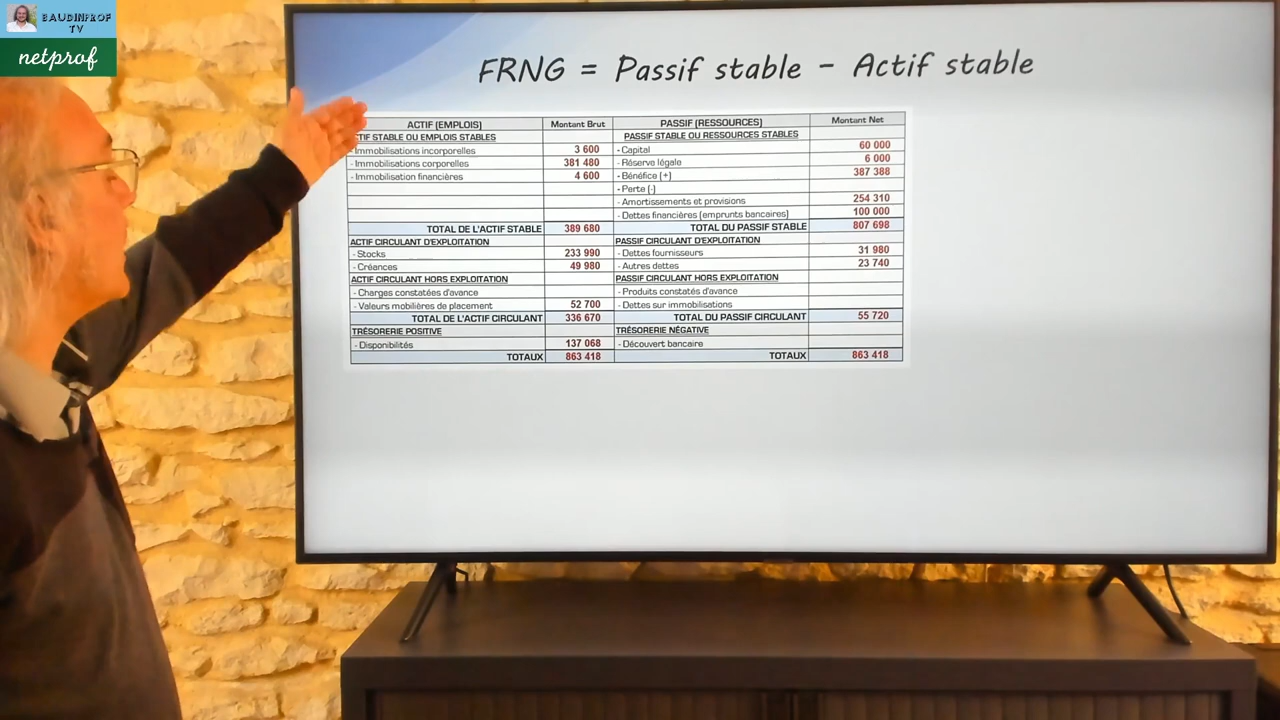 BAUDINPROF
TV
netprof
FRNG = Passif stable - Actif stable
ACTIF (EMPLOIS) Montant Brut PASSIF (RESSOURCES) Montant Net
CTIF STABLE OU EMPLOIS STABLES PASSIF STABLE OU RESSOURCES STABLES
- Immobilisations incorporelles 3 600 - Capital 60 000
- Immobilisations corporelles 381 480 - Réserve légale 6 000
- Immobilisation financières 4 600 - Bénéfice (+) 387 388
- Perte (-)
- Amortissements et provisions 254 310
- Dettes financières (emprunts bancaires) 100 000
TOTAL DE L'ACTIF STABLE 389 680 TOTAL DU PASSIF STABLE 807 698
ACTIF CIRCULANT D'EXPLOITATION PASSIF CIRCULANT D'EXPLOITATION
- Stocks 233 990 - Dettes fournisseurs 31 980
- Créances 49 980 - Autres dettes 23 740
ACTIF CIRCULANT HORS EXPLOITATION PASSIF CIRCULANT HORS EXPLOITATION
- Charges constatées d'avance - Produits constatés d'avance
- Valeurs mobilières de placement 52 700 - Dettes sur immobilisations
TOTAL DE L'ACTIF CIRCULANT 336 670 TOTAL DU PASSIF CIRCULANT 55 720
TRÉSORERIE POSITIVE TRÉSORERIE NÉGATIVE
- Disponibilités 137 068 - Découvert bancaire
TOTAUX 863 418 TOTAUX 863 418